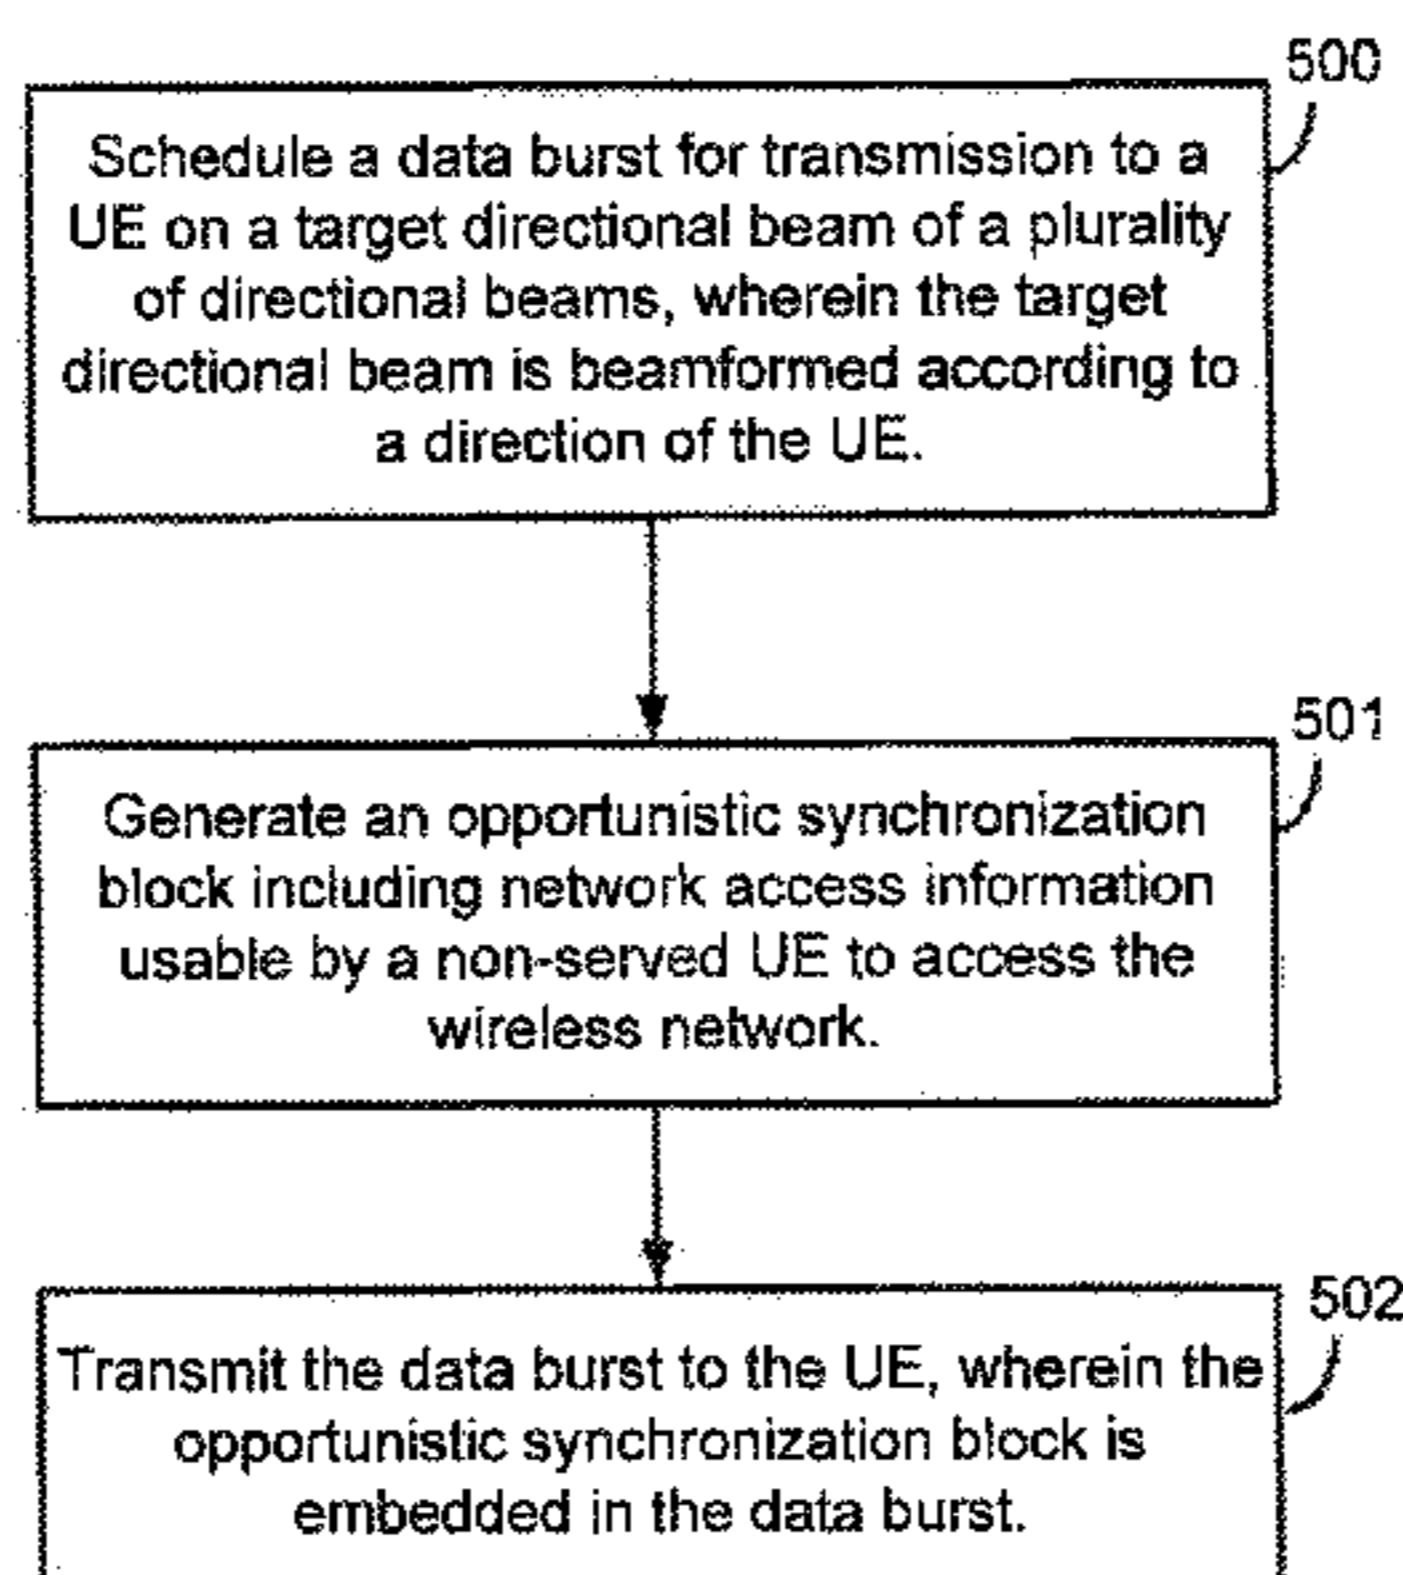 500
Schedule a data burst for transmission to a
UE on a target directional beam of a plurality
of directional beams, wherein the target
directional beam is beamformed according to
a direction of the UE.
501
Generate an opportunistic synchronization
block including network access information
usable by a non-served UE to access the
wireless network.
502
Transmit the data burst to the UE, wherein the
opportunistic synchronization block is
embedded in the data burst.